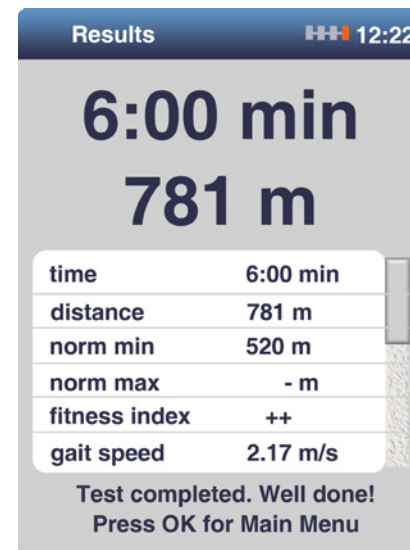 Results 12:22
6:00 min
781 m
time 6:00 min
distance 781 m
norm min 520 m
norm max - m
fitness index ++
gait speed 2.17 m/s
Test completed. Well done!
Press OK for Main Menu